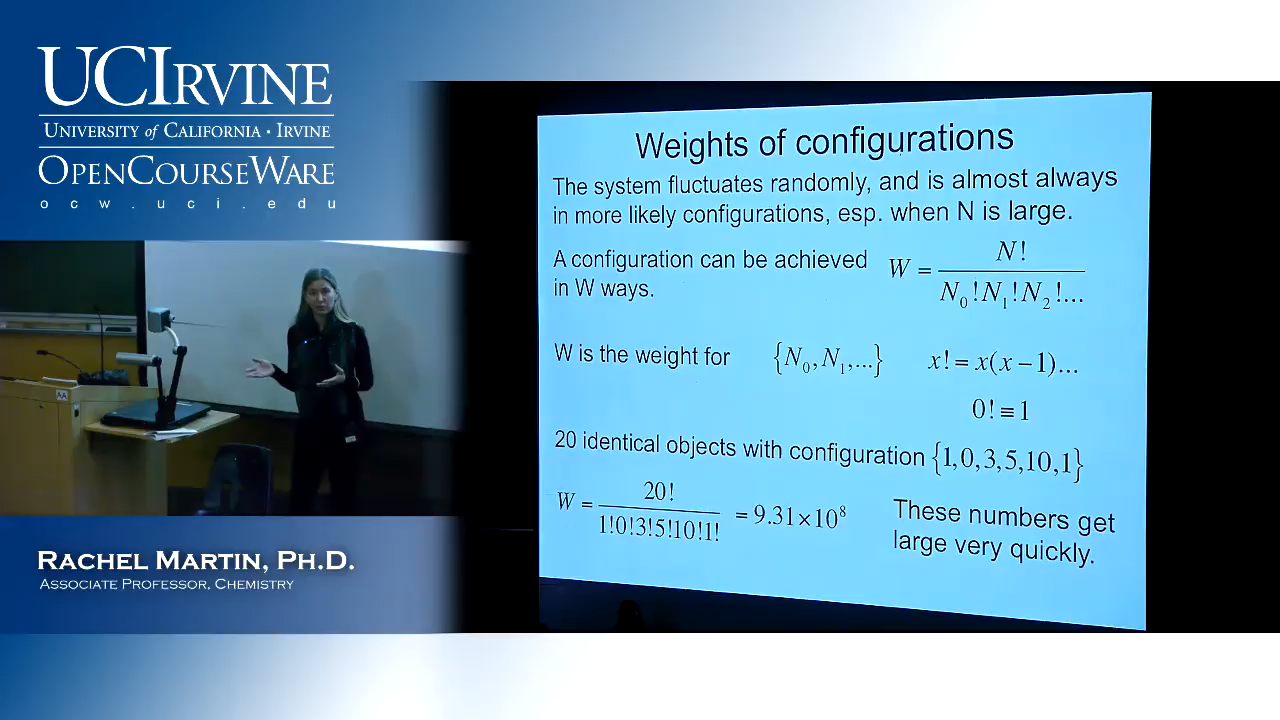 UCIRVINE
UNIVERSITY of CALIFORNIA · IRVINE
OPENCOURSEWARE
ocw.uci.edu
Weights of configurations
The system fluctuates randomly, and is almost always
in more likely configurations, esp. when N is large.
A configuration can be achieved
in W ways.
W = N! / N₀!N₁!N₂!...
W is the weight for {N₀,N₁,...}
x! = x(x−1)...
0! ≡ 1
20 identical objects with configuration {1,0,3,5,10,1}
W = 20! / 1!0!3!5!10!1! = 9.31×10⁸
These numbers get
large very quickly.
AA
RACHEL MARTIN, PH.D.
ASSOCIATE PROFESSOR, CHEMISTRY